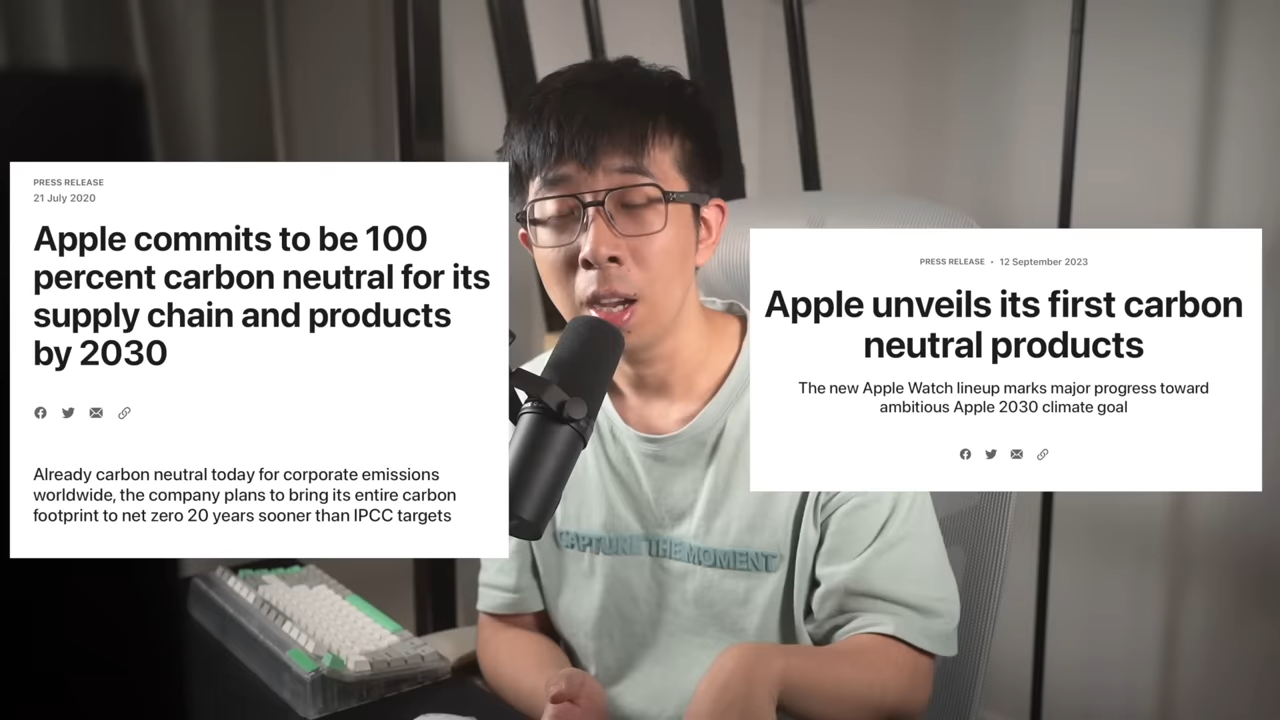 PRESS RELEASE
21 July 2020
Apple commits to be 100
percent carbon neutral for its
supply chain and products
by 2030
Already carbon neutral today for corporate emissions
worldwide, the company plans to bring its entire carbon
footprint to net zero 20 years sooner than IPCC targets
PRESS RELEASE • 12 September 2023
Apple unveils its first carbon
neutral products
The new Apple Watch lineup marks major progress toward
ambitious Apple 2030 climate goal
CAPTURE THE MOMENT